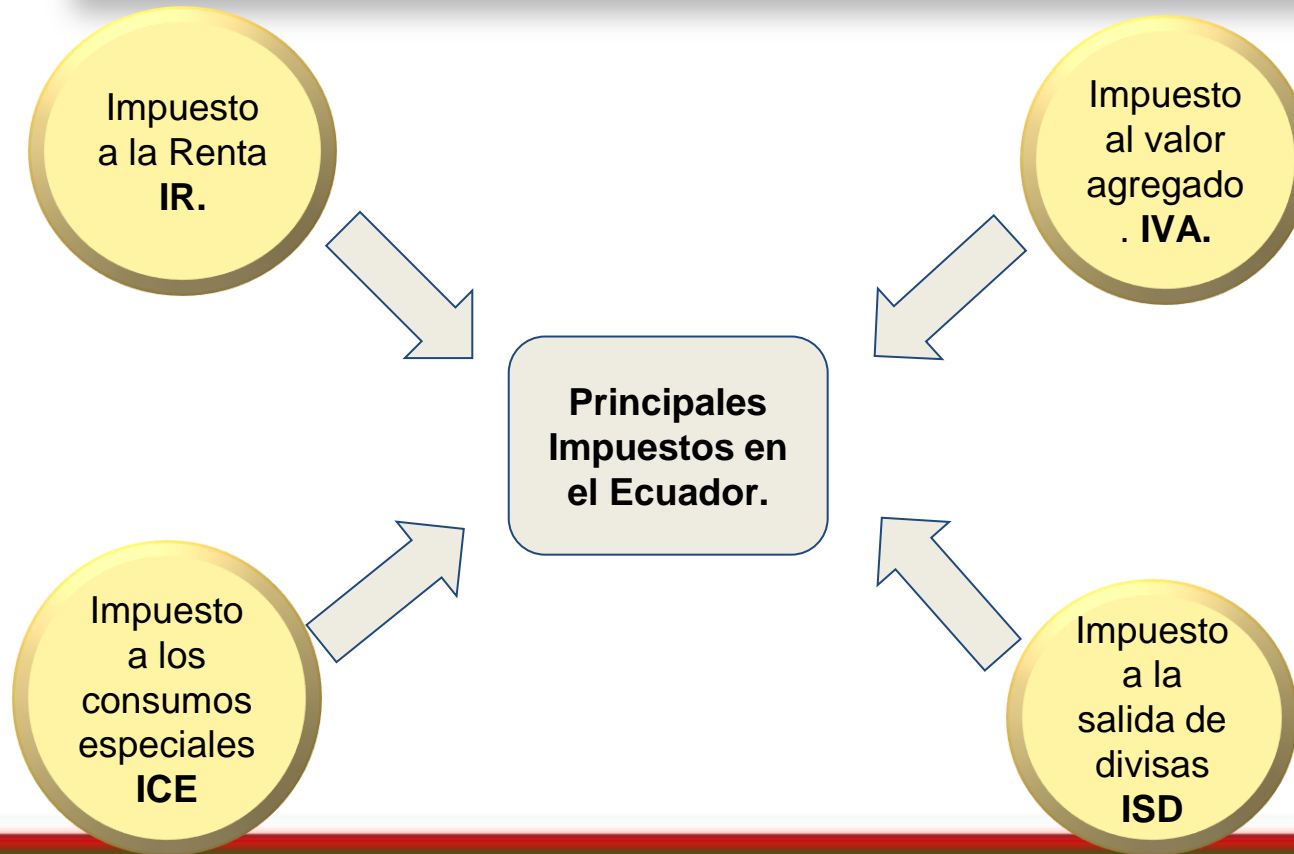 Impuesto
a la Renta
IR.
Impuesto
al valor
agregado
. IVA.
Principales
Impuestos en
el Ecuador.
Impuesto
a los
consumos
especiales
ICE
Impuesto
a la
salida de
divisas
ISD